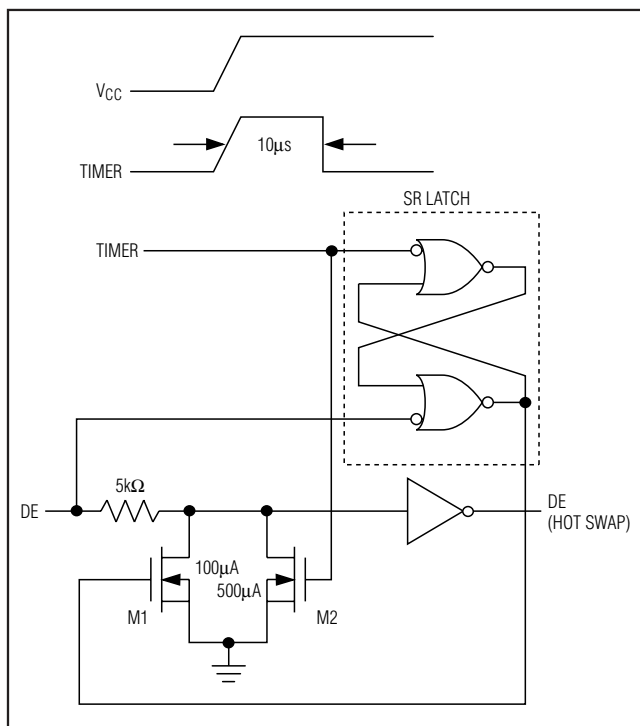 VCC
10μs
TIMER
SR LATCH
TIMER
5kΩ
DE
DE
(HOT SWAP)
100μA
500μA
M1
M2